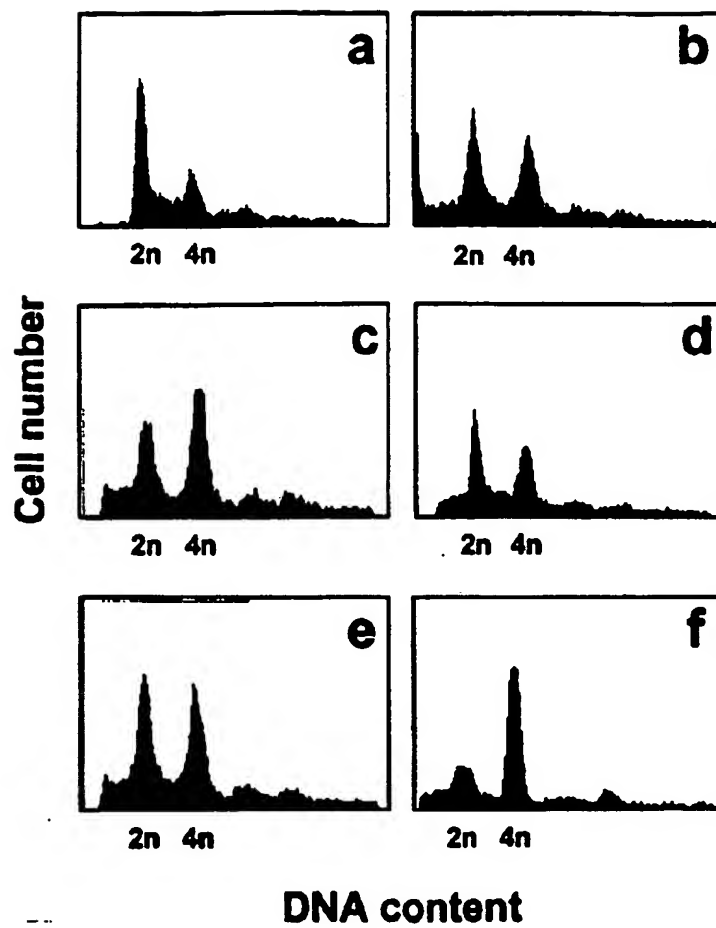 a
b
2n 4n
2n 4n
c
d
2n 4n
2n 4n
e
f
2n 4n
2n 4n
Cell number
DNA content